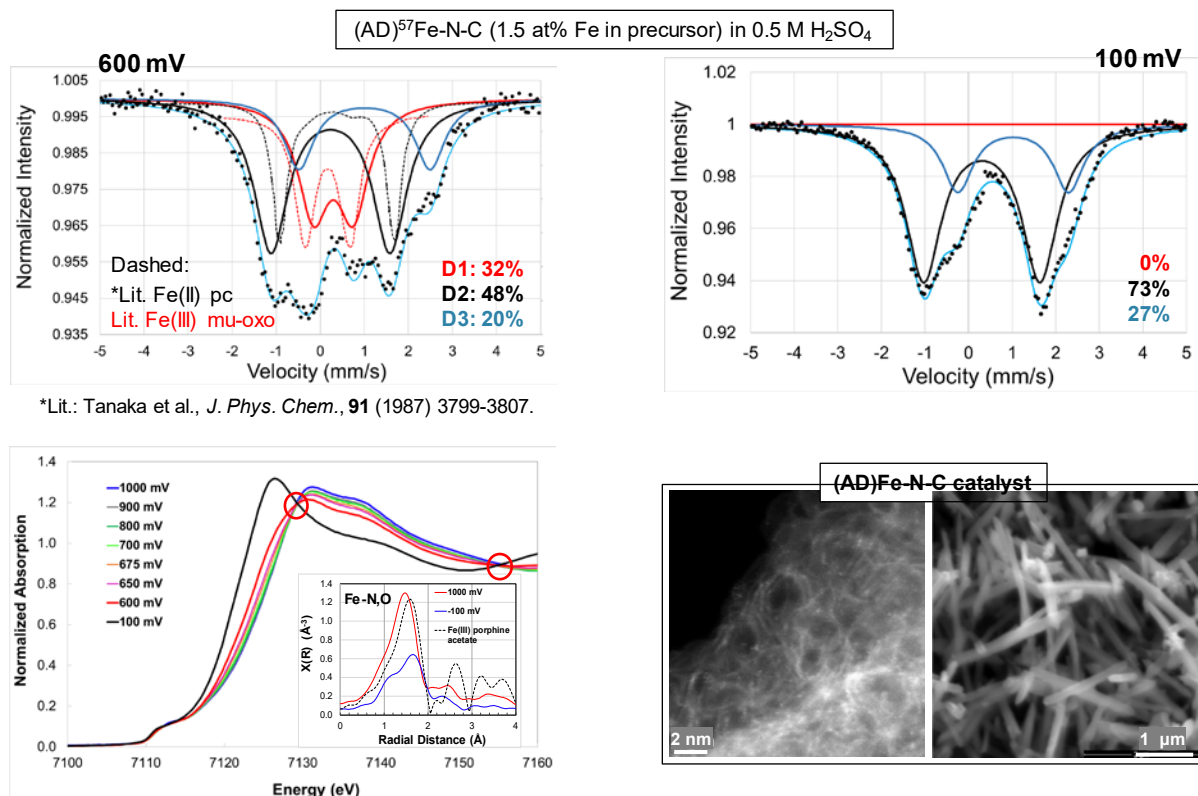 (AD)⁵⁷Fe-N-C (1.5 at% Fe in precursor) in 0.5 M H₂SO₄
600 mV
1.005
0.995
0.985
0.975
0.965
0.955
0.945
0.935
Normalized Intensity
Dashed:
*Lit. Fe(II) pc
Lit. Fe(III) mu-oxo
D1: 32%
D2: 48%
D3: 20%
-5 -4 -3 -2 -1 0 1 2 3 4 5
Velocity (mm/s)
*Lit.: Tanaka et al., J. Phys. Chem., 91 (1987) 3799-3807.
100 mV
1.02
1
0.98
0.96
0.94
0.92
Normalized Intensity
0%
73%
27%
-5 -4 -3 -2 -1 0 1 2 3 4 5
Velocity (mm/s)
1.4
1.2
1.0
0.8
0.6
0.4
0.2
0.0
Normalized Absorption
1000 mV
900 mV
800 mV
700 mV
675 mV
650 mV
600 mV
100 mV
Fe-N,O
1000 mV
-100 mV
Fe(III) porphine
acetate
1.4
1.2
1.0
0.8
0.6
0.4
0.2
0.0
X(R) (Å⁻³)
0 1 2 3 4
Radial Distance (Å)
7100 7110 7120 7130 7140 7150 7160
Energy (eV)
(AD)Fe-N-C catalyst
2 nm
1 µm